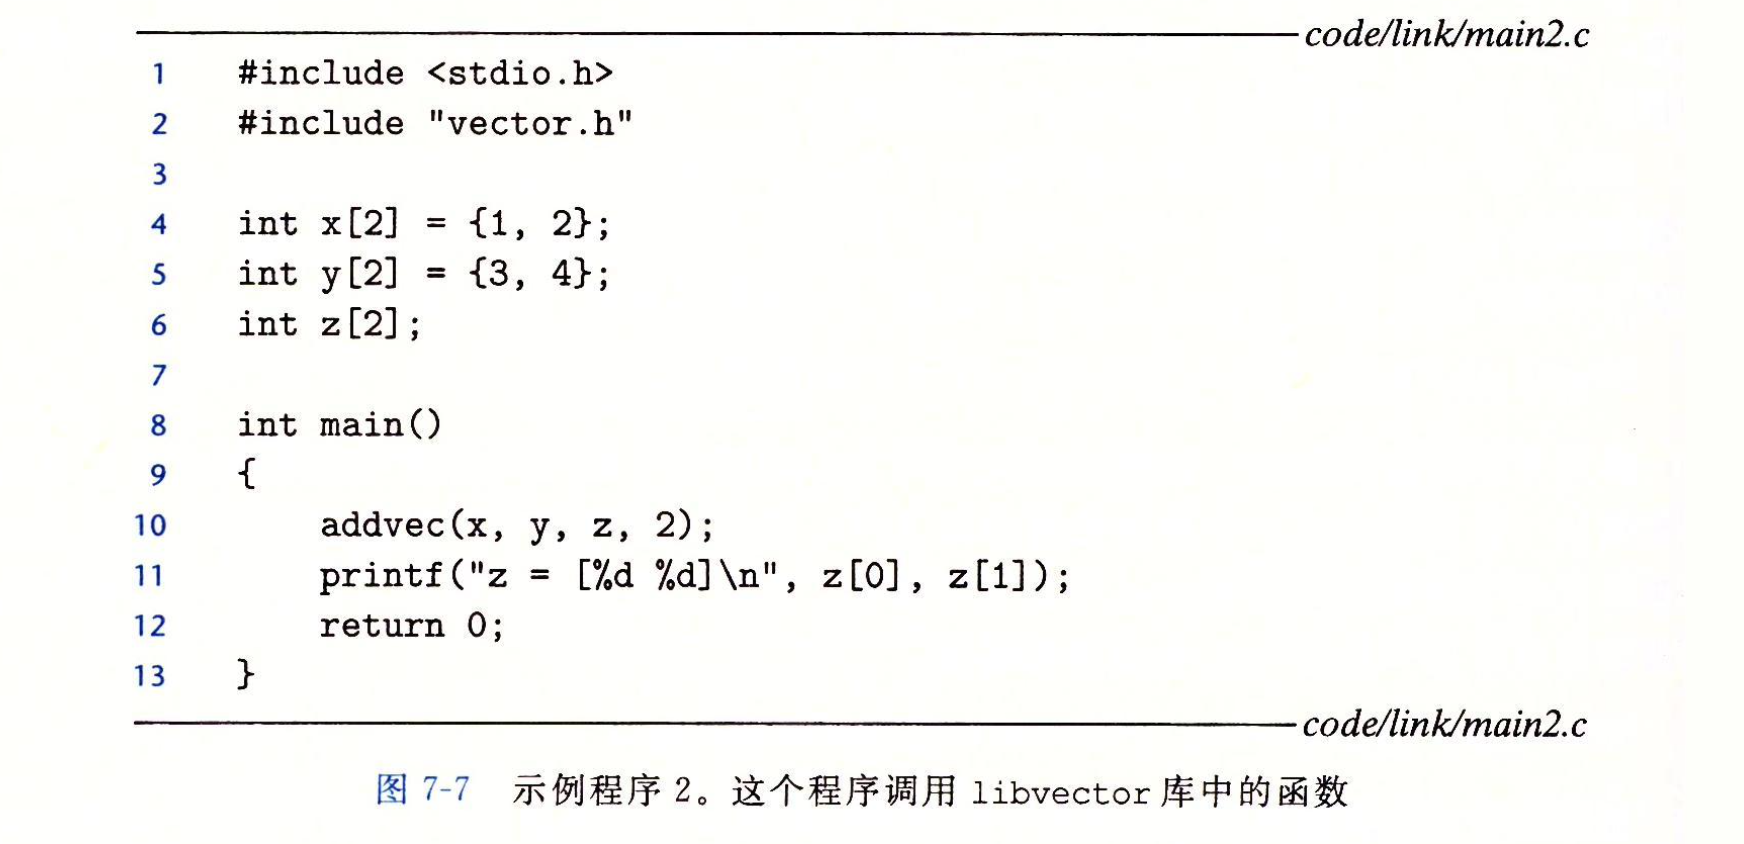 code/link/main2.c
1 #include <stdio.h>
2 #include "vector.h"
3
4 int x[2] = {1, 2};
5 int y[2] = {3, 4};
6 int z[2];
7
8 int main()
9 {
10 addvec(x, y, z, 2);
11 printf("z = [%d %d]\n", z[0], z[1]);
12 return 0;
13 }
code/link/main2.c
图 7-7 示例程序 2。这个程序调用 libvector 库中的函数